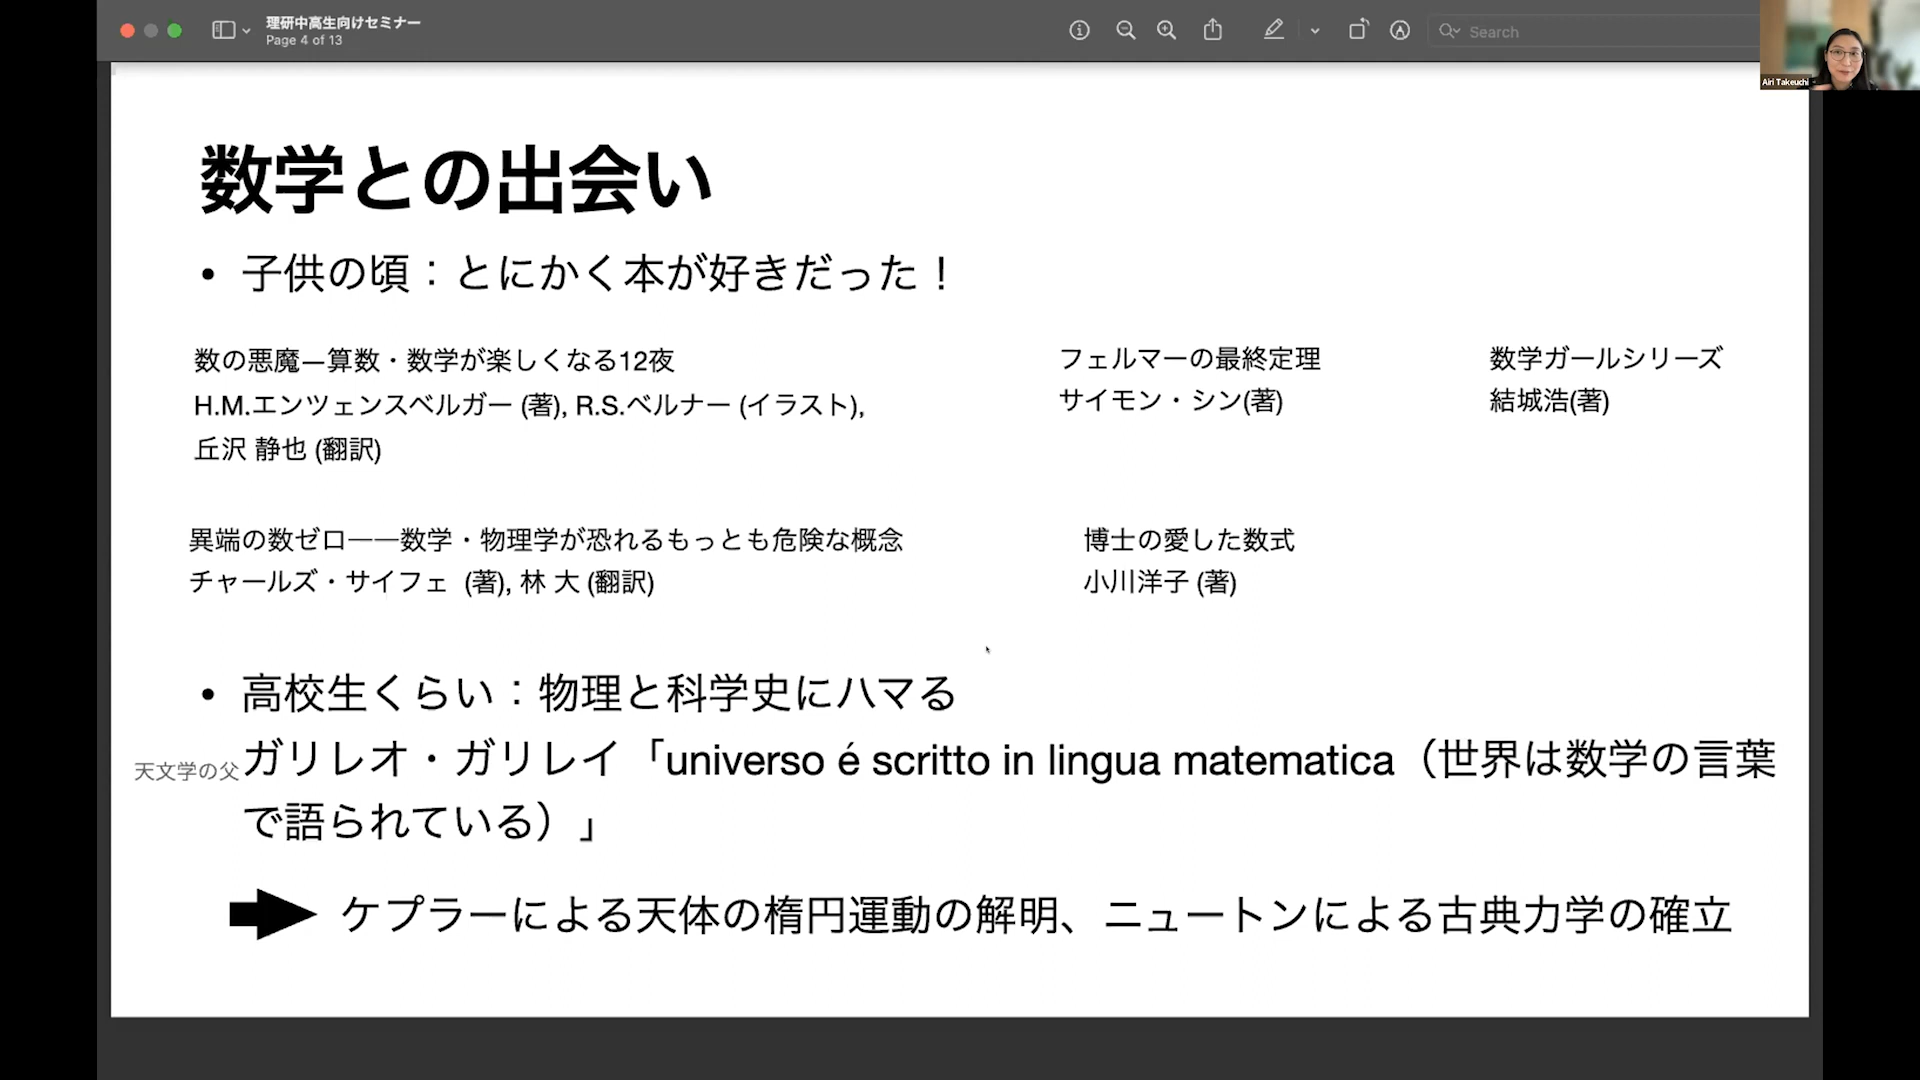 理研中高生向けセミナー
Page 4 of 13
Search
Airi Takeuchi
数学との出会い
• 子供の頃：とにかく本が好きだった！
数の悪魔—算数・数学が楽しくなる12夜
H.M.エンツェンスベルガー (著), R.S.ベルナー (イラスト),
丘沢 静也 (翻訳)
フェルマーの最終定理
サイモン・シン(著)
数学ガールシリーズ
結城浩(著)
異端の数ゼロ――数学・物理学が恐れるもっとも危険な概念
チャールズ・サイフェ (著), 林 大 (翻訳)
博士の愛した数式
小川洋子 (著)
• 高校生くらい：物理と科学史にハマる
天文学の父
ガリレオ・ガリレイ「universo é scritto in lingua matematica（世界は数学の言葉
で語られている）」
ケプラーによる天体の楕円運動の解明、ニュートンによる古典力学の確立